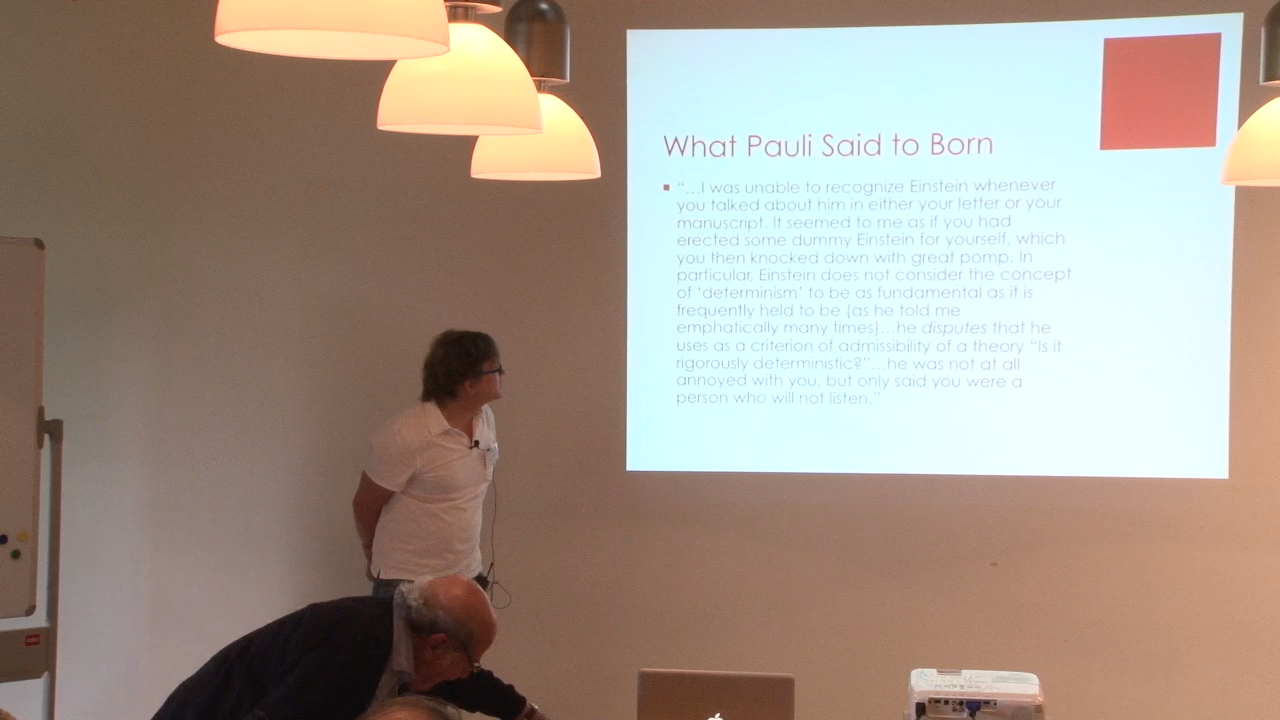 What Pauli Said to Born
“...I was unable to recognize Einstein whenever
you talked about him in either your letter or your
manuscript. It seemed to me as if you had
erected some dummy Einstein for yourself, which
you then knocked down with great pomp. In
particular, Einstein does not consider the concept
of ‘determinism’ to be as fundamental as it is
frequently held to be (as he told me
emphatically many times)...he disputes that he
uses as a criterion of admissibility of a theory “Is it
rigorously deterministic?”...he was not at all
annoyed with you, but only said you were a
person who will not listen.”